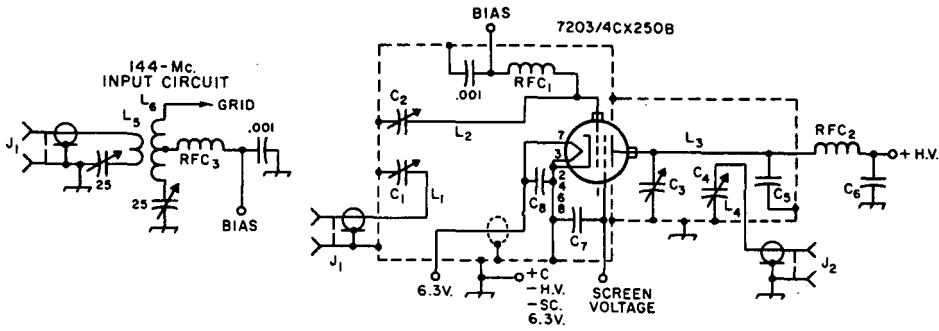 144-Mc.
INPUT CIRCUIT
L6
GRID
L5
J1
25
RFC3
.001
25
BIAS
BIAS
7203/4CX250B
.001
RFC1
C2
L2
7
3
2
4
6
8
C1
L1
C8
C7
J1
6.3V.
+C
-H.V.
-SC.
6.3V.
SCREEN
VOLTAGE
L3
RFC2
+ H.V.
C3
C4
L4
C5
C6
J2